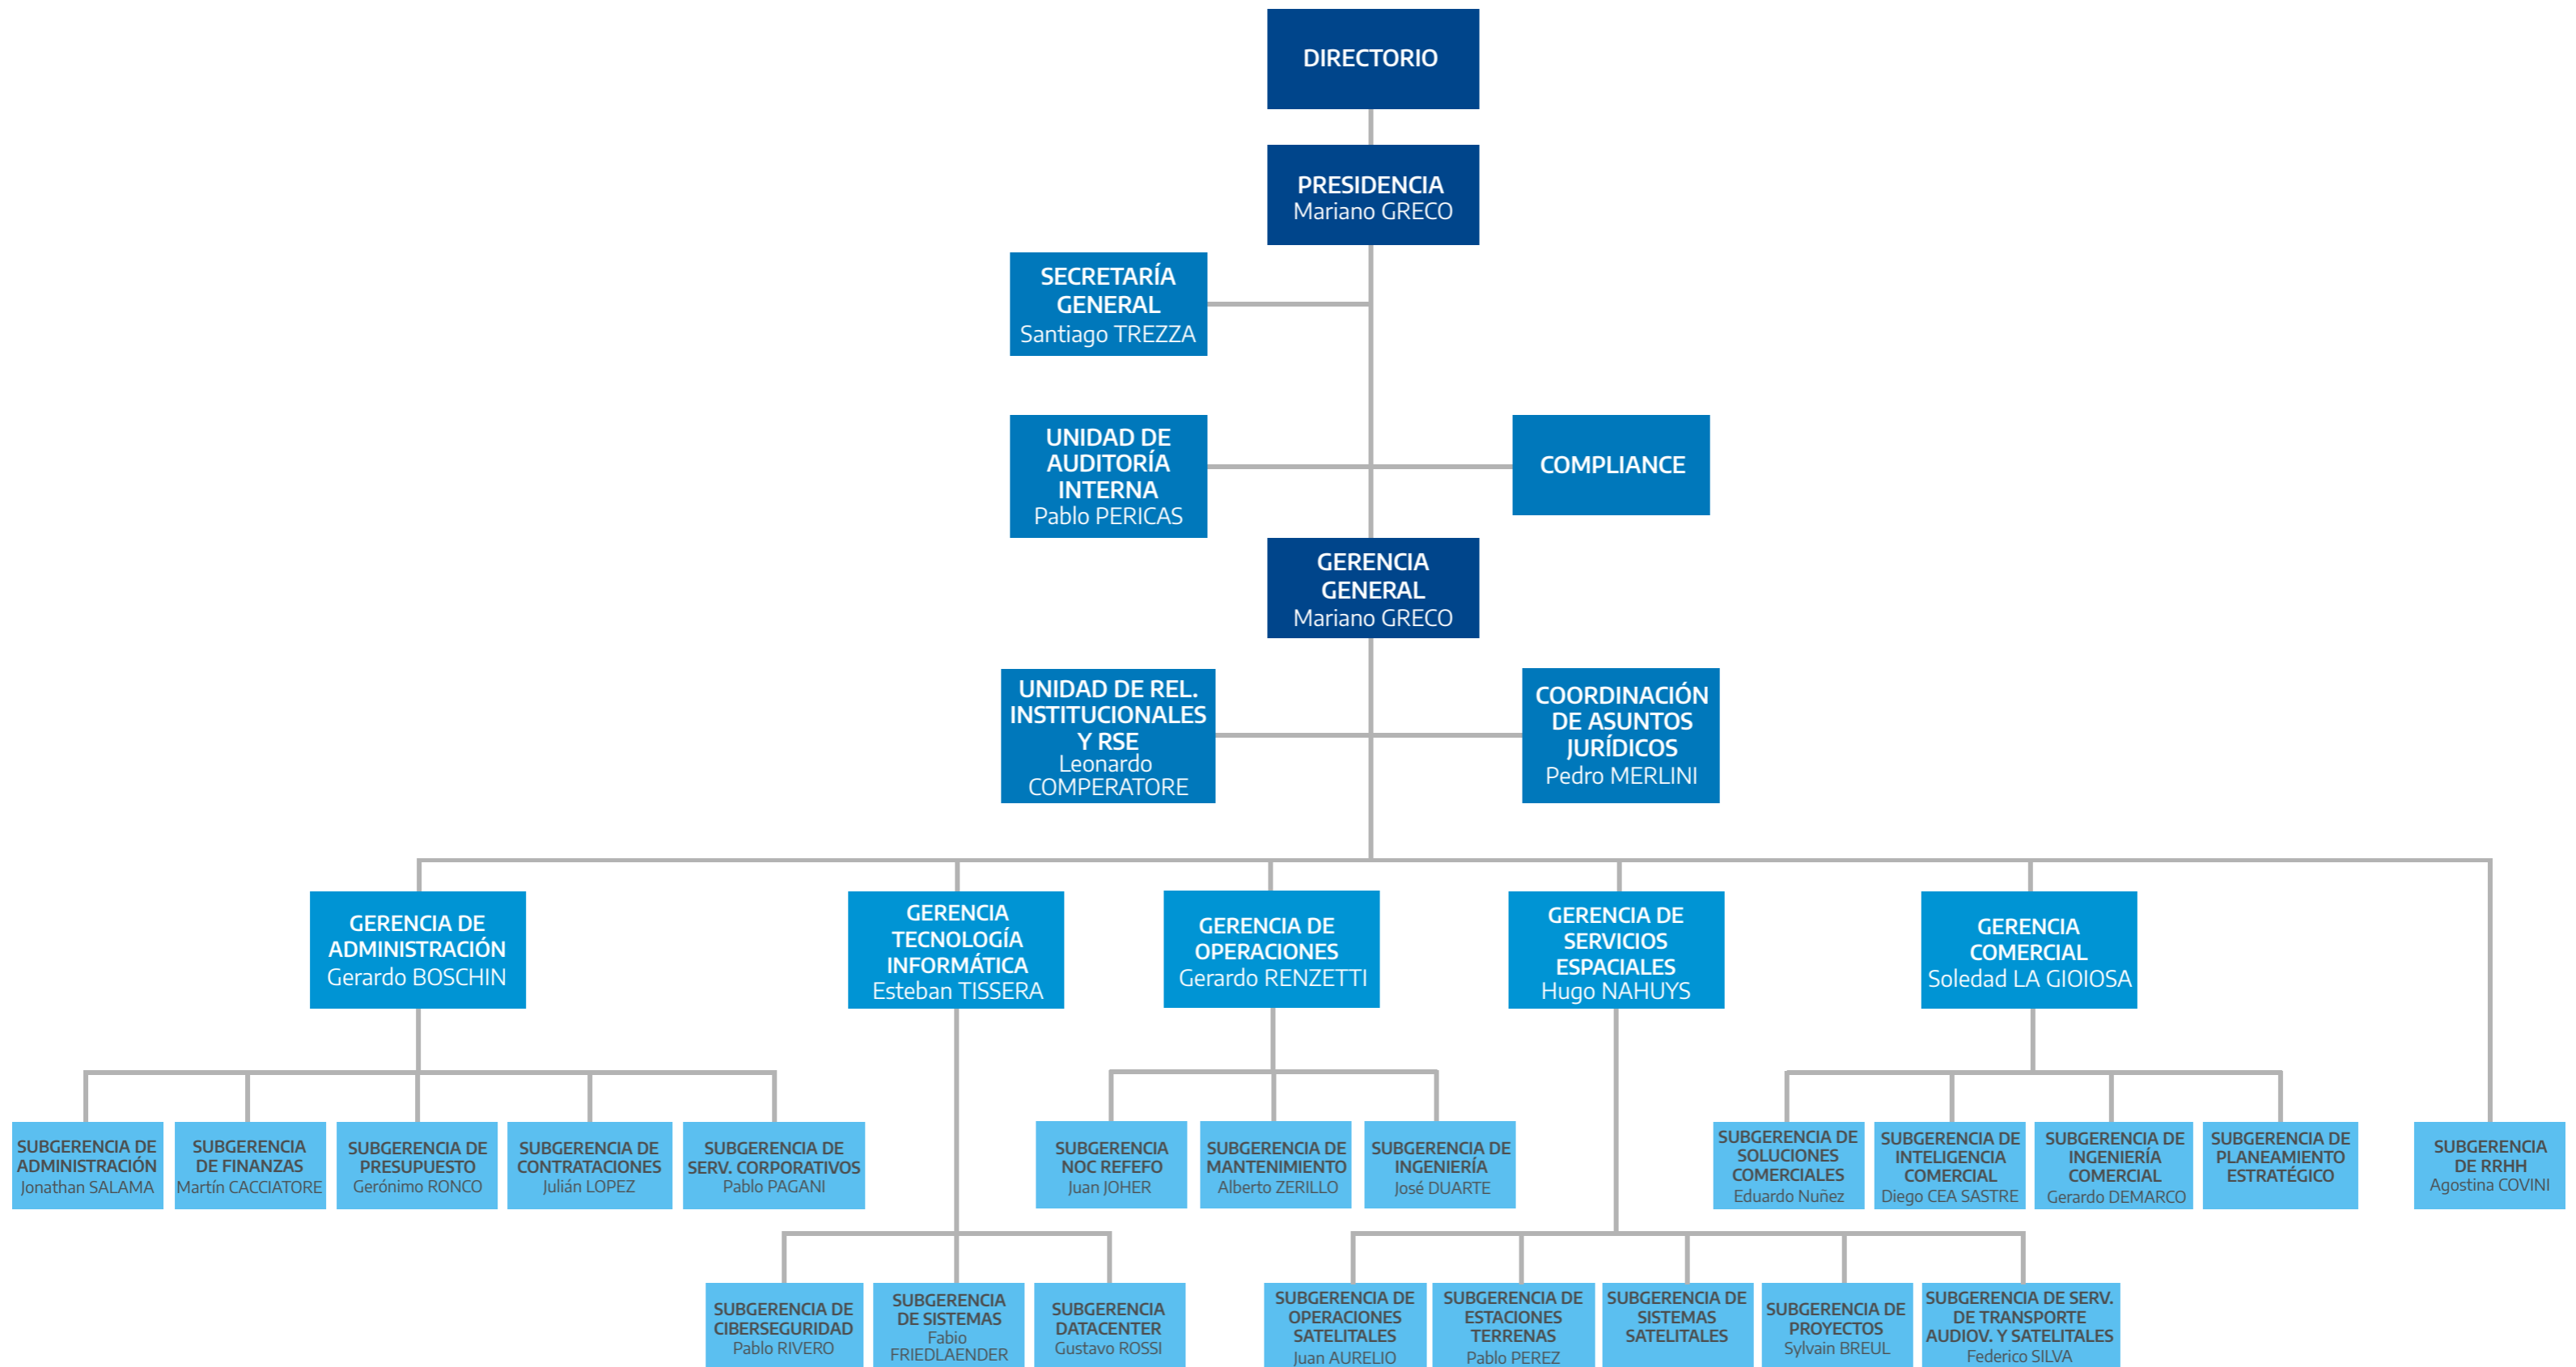 DIRECTORIO
PRESIDENCIA
Mariano GRECO
SECRETARÍA
GENERAL
Santiago TREZZA
UNIDAD DE
AUDITORÍA
INTERNA
Pablo PERICAS
COMPLIANCE
GERENCIA
GENERAL
Mariano GRECO
UNIDAD DE REL.
INSTITUCIONALES
Y RSE
Leonardo
COMPERATORE
COORDINACIÓN
DE ASUNTOS
JURÍDICOS
Pedro MERLINI
GERENCIA DE
ADMINISTRACIÓN
Gerardo BOSCHIN
GERENCIA
TECNOLOGÍA
INFORMÁTICA
Esteban TISSERA
GERENCIA DE
OPERACIONES
Gerardo RENZETTI
GERENCIA DE
SERVICIOS
ESPACIALES
Hugo NAHUYS
GERENCIA
COMERCIAL
Soledad LA GIOIOSA
SUBGERENCIA DE
ADMINISTRACIÓN
Jonathan SALAMA
SUBGERENCIA
DE FINANZAS
Martín CACCIATORE
SUBGERENCIA DE
PRESUPUESTO
Gerónimo RONCO
SUBGERENCIA DE
CONTRATACIONES
Julián LOPEZ
SUBGERENCIA DE
SERV. CORPORATIVOS
Pablo PAGANI
SUBGERENCIA
NOC REFEFO
Juan JOHER
SUBGERENCIA DE
MANTENIMIENTO
Alberto ZERILLO
SUBGERENCIA DE
INGENIERÍA
José DUARTE
SUBGERENCIA DE
SOLUCIONES
COMERCIALES
Eduardo Nuñez
SUBGERENCIA DE
INTELIGENCIA
COMERCIAL
Diego CEA SASTRE
SUBGERENCIA DE
INGENIERÍA
COMERCIAL
Gerardo DEMARCO
SUBGERENCIA DE
PLANEAMIENTO
ESTRATÉGICO
SUBGERENCIA
DE RRHH
Agostina COVINI
SUBGERENCIA DE
CIBERSEGURIDAD
Pablo RIVERO
SUBGERENCIA
DE SISTEMAS
Fabio
FRIEDLAENDER
SUBGERENCIA
DATACENTER
Gustavo ROSSI
SUBGERENCIA DE
OPERACIONES
SATELITALES
Juan AURELIO
SUBGERENCIA DE
ESTACIONES
TERRENAS
Pablo PEREZ
SUBGERENCIA DE
SISTEMAS
SATELITALES
SUBGERENCIA DE
PROYECTOS
Sylvain BREUL
SUBGERENCIA DE SERV.
DE TRANSPORTE
AUDIOV. Y SATELITALES
Federico SILVA